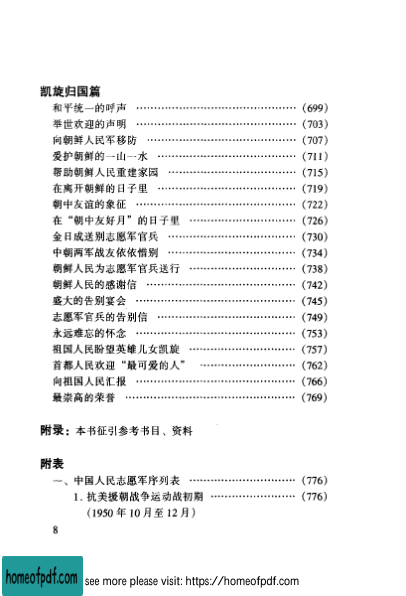 凯旋归国篇
和平统一的呼声 ……………………………………… (699)
举世欢迎的声明 ……………………………………… (703)
向朝鲜人民军移防 …………………………………… (707)
爱护朝鲜的一山一水 ………………………………… (711)
帮助朝鲜人民重建家园 ……………………………… (715)
在离开朝鲜的日子里 ………………………………… (719)
朝中友谊的象征 ……………………………………… (722)
在“朝中友好月”的日子里 …………………………… (726)
金日成送别志愿军官兵 ……………………………… (730)
中朝两军战友依依惜别 ……………………………… (734)
朝鲜人民为志愿军官兵送行 ………………………… (738)
朝鲜人民的感谢信 …………………………………… (742)
盛大的告别宴会 ……………………………………… (745)
志愿军官兵的告别信 ………………………………… (749)
永远难忘的怀念 ……………………………………… (753)
祖国人民盼望英雄儿女凯旋 ………………………… (757)
首都人民欢迎“最可爱的人” ………………………… (762)
向祖国人民汇报 ……………………………………… (766)
最崇高的荣誉 ………………………………………… (769)
附录：本书征引参考书目、资料
附表
一、中国人民志愿军序列表 ………………………… (776)
1. 抗美援朝战争运动战初期 ……………………… (776)
(1950 年 10 月至 12 月)
8
homeofpdf.com see more please visit: https://homeofpdf.com